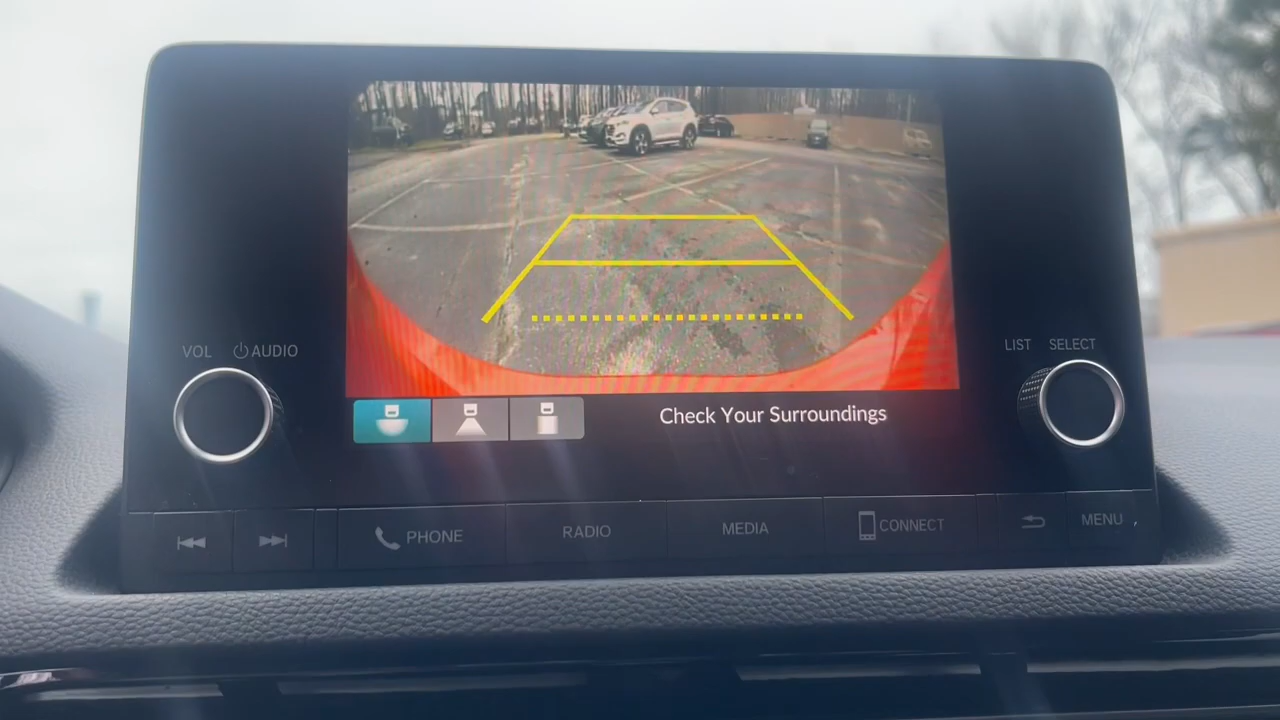 VOL AUDIO
LIST SELECT
Check Your Surroundings
PHONE
RADIO
MEDIA
CONNECT
MENU